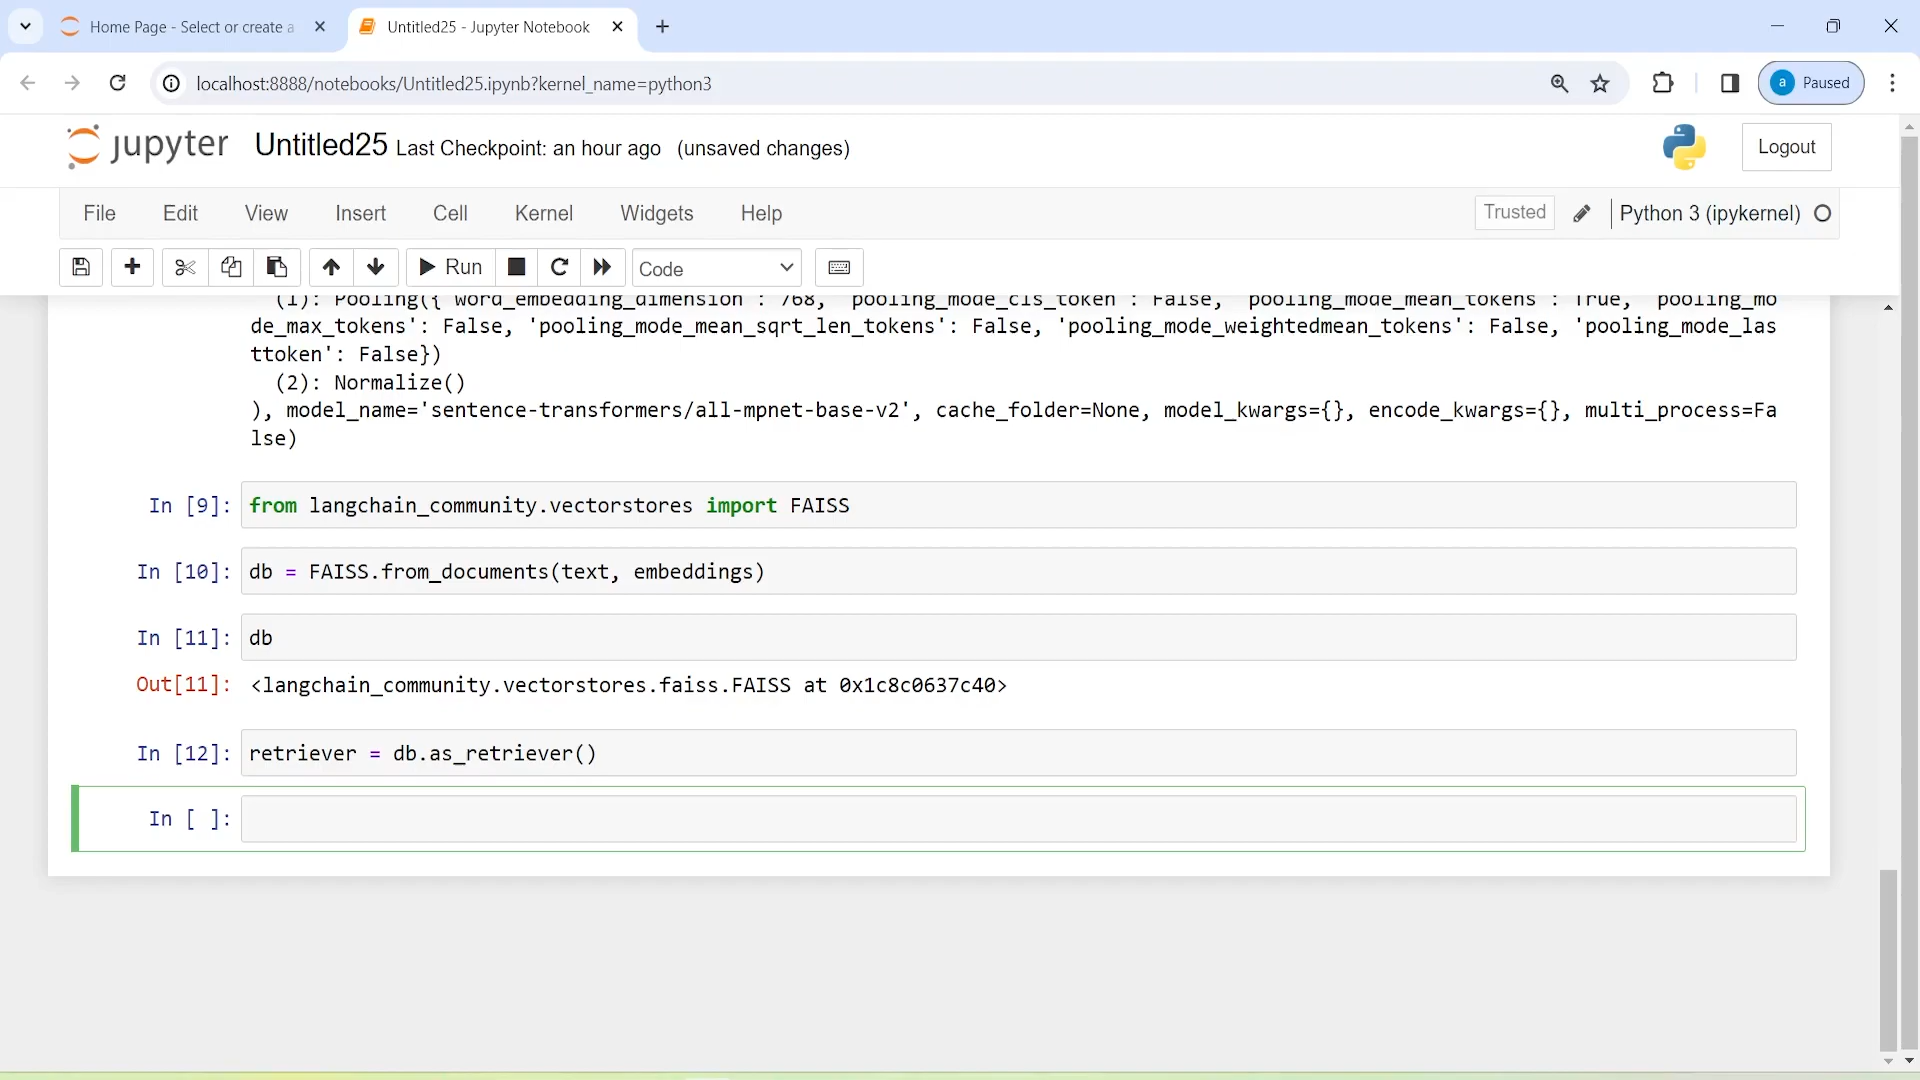 Home Page - Select or create a
Untitled25 - Jupyter Notebook
localhost:8888/notebooks/Untitled25.ipynb?kernel_name=python3
a Paused
jupyter Untitled25 Last Checkpoint: an hour ago (unsaved changes)
Logout
File Edit View Insert Cell Kernel Widgets Help
Trusted
Python 3 (ipykernel)
Run
Code
(1): Pooling({'word_embedding_dimension': 768, 'pooling_mode_cls_token': False, 'pooling_mode_mean_tokens': True, 'pooling_mo
de_max_tokens': False, 'pooling_mode_mean_sqrt_len_tokens': False, 'pooling_mode_weightedmean_tokens': False, 'pooling_mode_las
ttoken': False})
(2): Normalize()
), model_name='sentence-transformers/all-mpnet-base-v2', cache_folder=None, model_kwargs={}, encode_kwargs={}, multi_process=Fa
lse)
In [9]: from langchain_community.vectorstores import FAISS
In [10]: db = FAISS.from_documents(text, embeddings)
In [11]: db
Out[11]: <langchain_community.vectorstores.faiss.FAISS at 0x1c8c0637c40>
In [12]: retriever = db.as_retriever()
In [ ]: